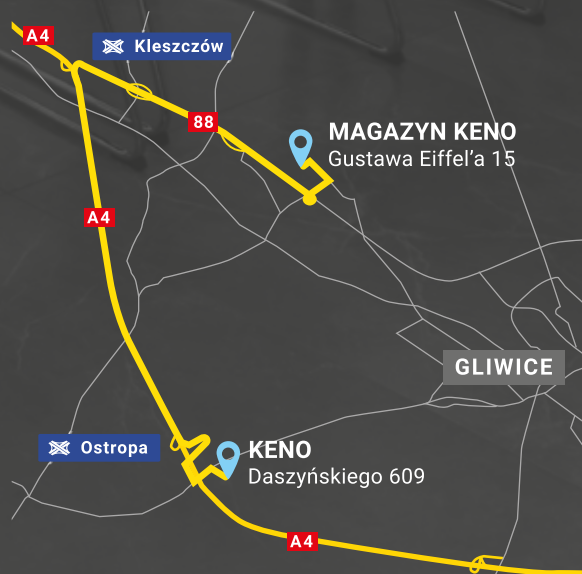 A4
Kleszczów
88
MAGAZYN KENO
Gustawa Eiffel’a 15
A4
GLIWICE
Ostropa
KENO
Daszyńskiego 609
A4